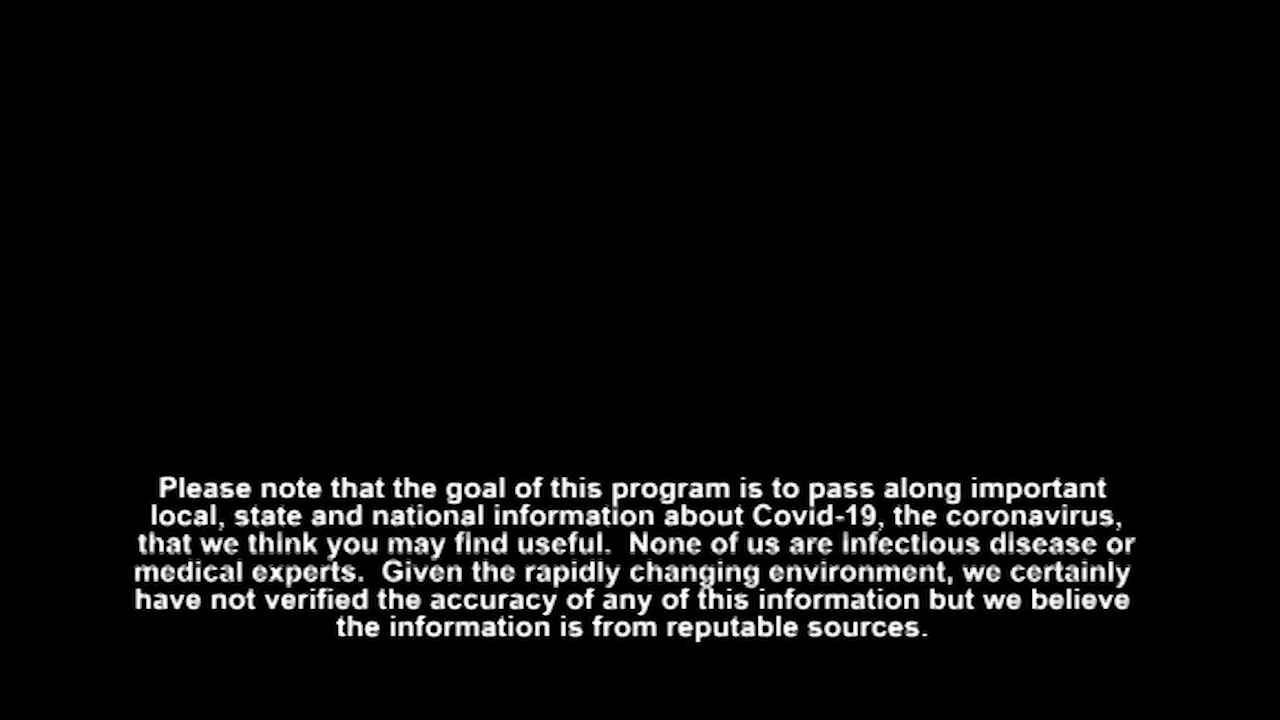 Please note that the goal of this program is to pass along important
local, state and national information about Covid-19, the coronavirus,
that we think you may find useful.  None of us are infectious disease or
medical experts.  Given the rapidly changing environment, we certainly
have not verified the accuracy of any of this information but we believe
the information is from reputable sources.